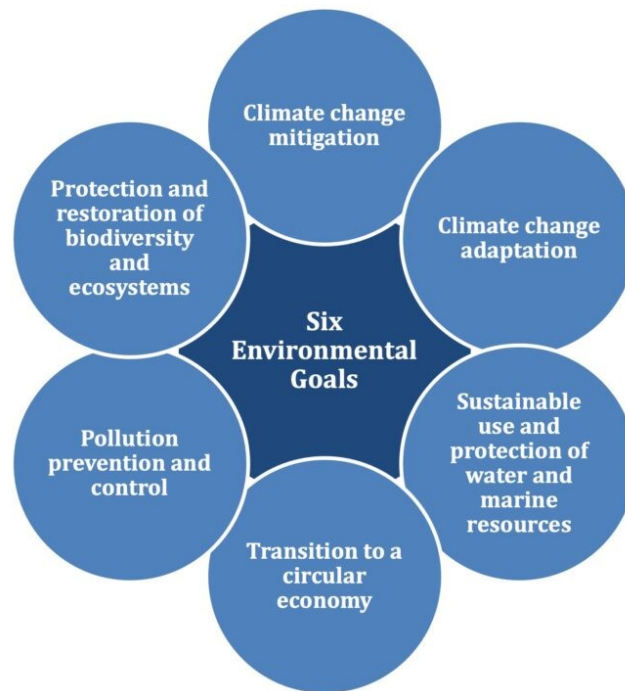 Climate change
mitigation
Climate change
adaptation
Sustainable
use and
protection of
water and
marine
resources
Transition to a
circular
economy
Pollution
prevention and
control
Protection and
restoration of
biodiversity
and
ecosystems
Six
Environmental
Goals